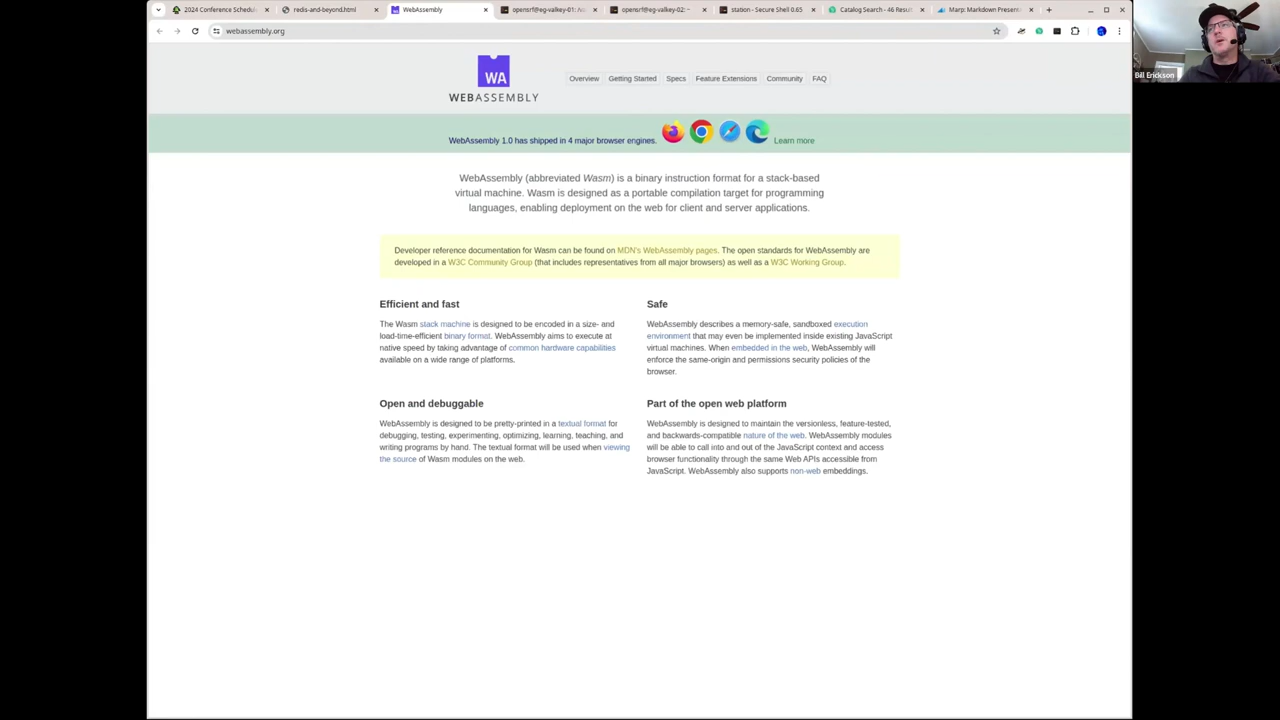 2024 Conference Schedul
redis-and-beyond.html
WebAssembly
opensrf@eg-valkey-01:
opensrf@eg-valkey-02: ~
station - Secure Shell 0.65
Catalog Search - 46 Resul
Marp: Markdown Present
webassembly.org
Bill Erickson
WA
WEBASSEMBLY
Overview
Getting Started
Specs
Feature Extensions
Community
FAQ
WebAssembly 1.0 has shipped in 4 major browser engines.
Learn more
WebAssembly (abbreviated Wasm) is a binary instruction format for a stack-based
virtual machine. Wasm is designed as a portable compilation target for programming
languages, enabling deployment on the web for client and server applications.
Developer reference documentation for Wasm can be found on MDN's WebAssembly pages. The open standards for WebAssembly are
developed in a W3C Community Group (that includes representatives from all major browsers) as well as a W3C Working Group.
Efficient and fast
The Wasm stack machine is designed to be encoded in a size- and
load-time-efficient binary format. WebAssembly aims to execute at
native speed by taking advantage of common hardware capabilities
available on a wide range of platforms.
Safe
WebAssembly describes a memory-safe, sandboxed execution
environment that may even be implemented inside existing JavaScript
virtual machines. When embedded in the web, WebAssembly will
enforce the same-origin and permissions security policies of the
browser.
Open and debuggable
WebAssembly is designed to be pretty-printed in a textual format for
debugging, testing, experimenting, optimizing, learning, teaching, and
writing programs by hand. The textual format will be used when viewing
the source of Wasm modules on the web.
Part of the open web platform
WebAssembly is designed to maintain the versionless, feature-tested,
and backwards-compatible nature of the web. WebAssembly modules
will be able to call into and out of the JavaScript context and access
browser functionality through the same Web APIs accessible from
JavaScript. WebAssembly also supports non-web embeddings.